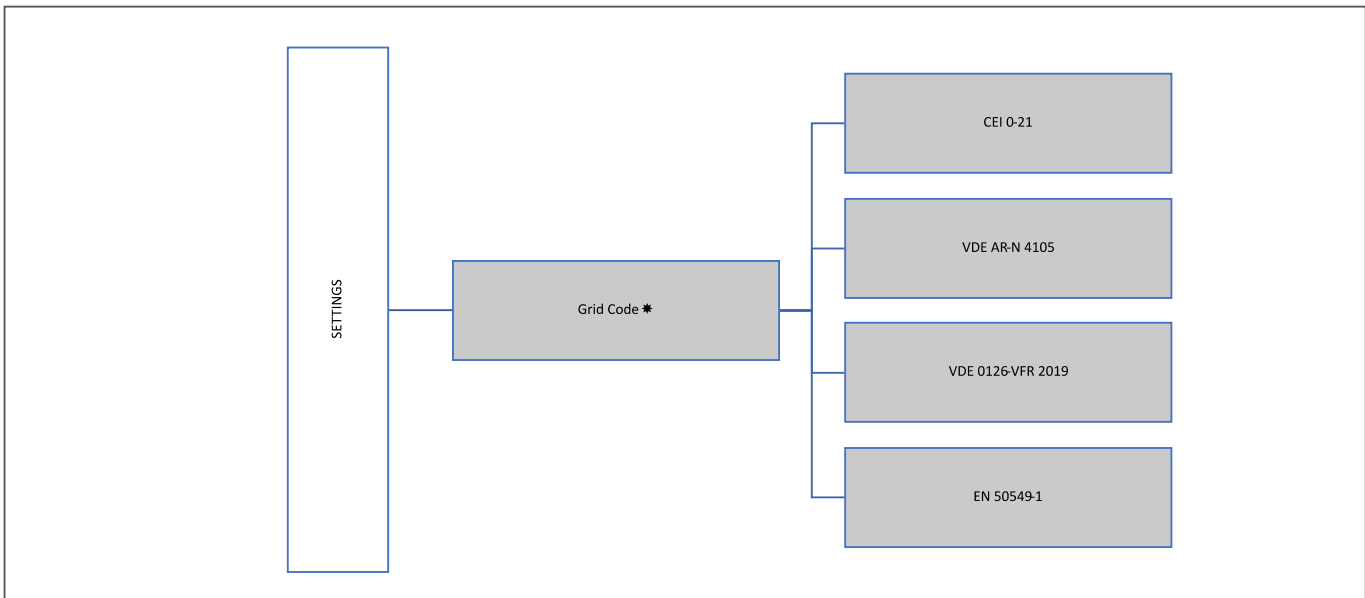 SETTINGS
Grid Code ✸
CEI 0-21
VDE AR-N 4105
VDE 0126-VFR 2019
EN 50549-1